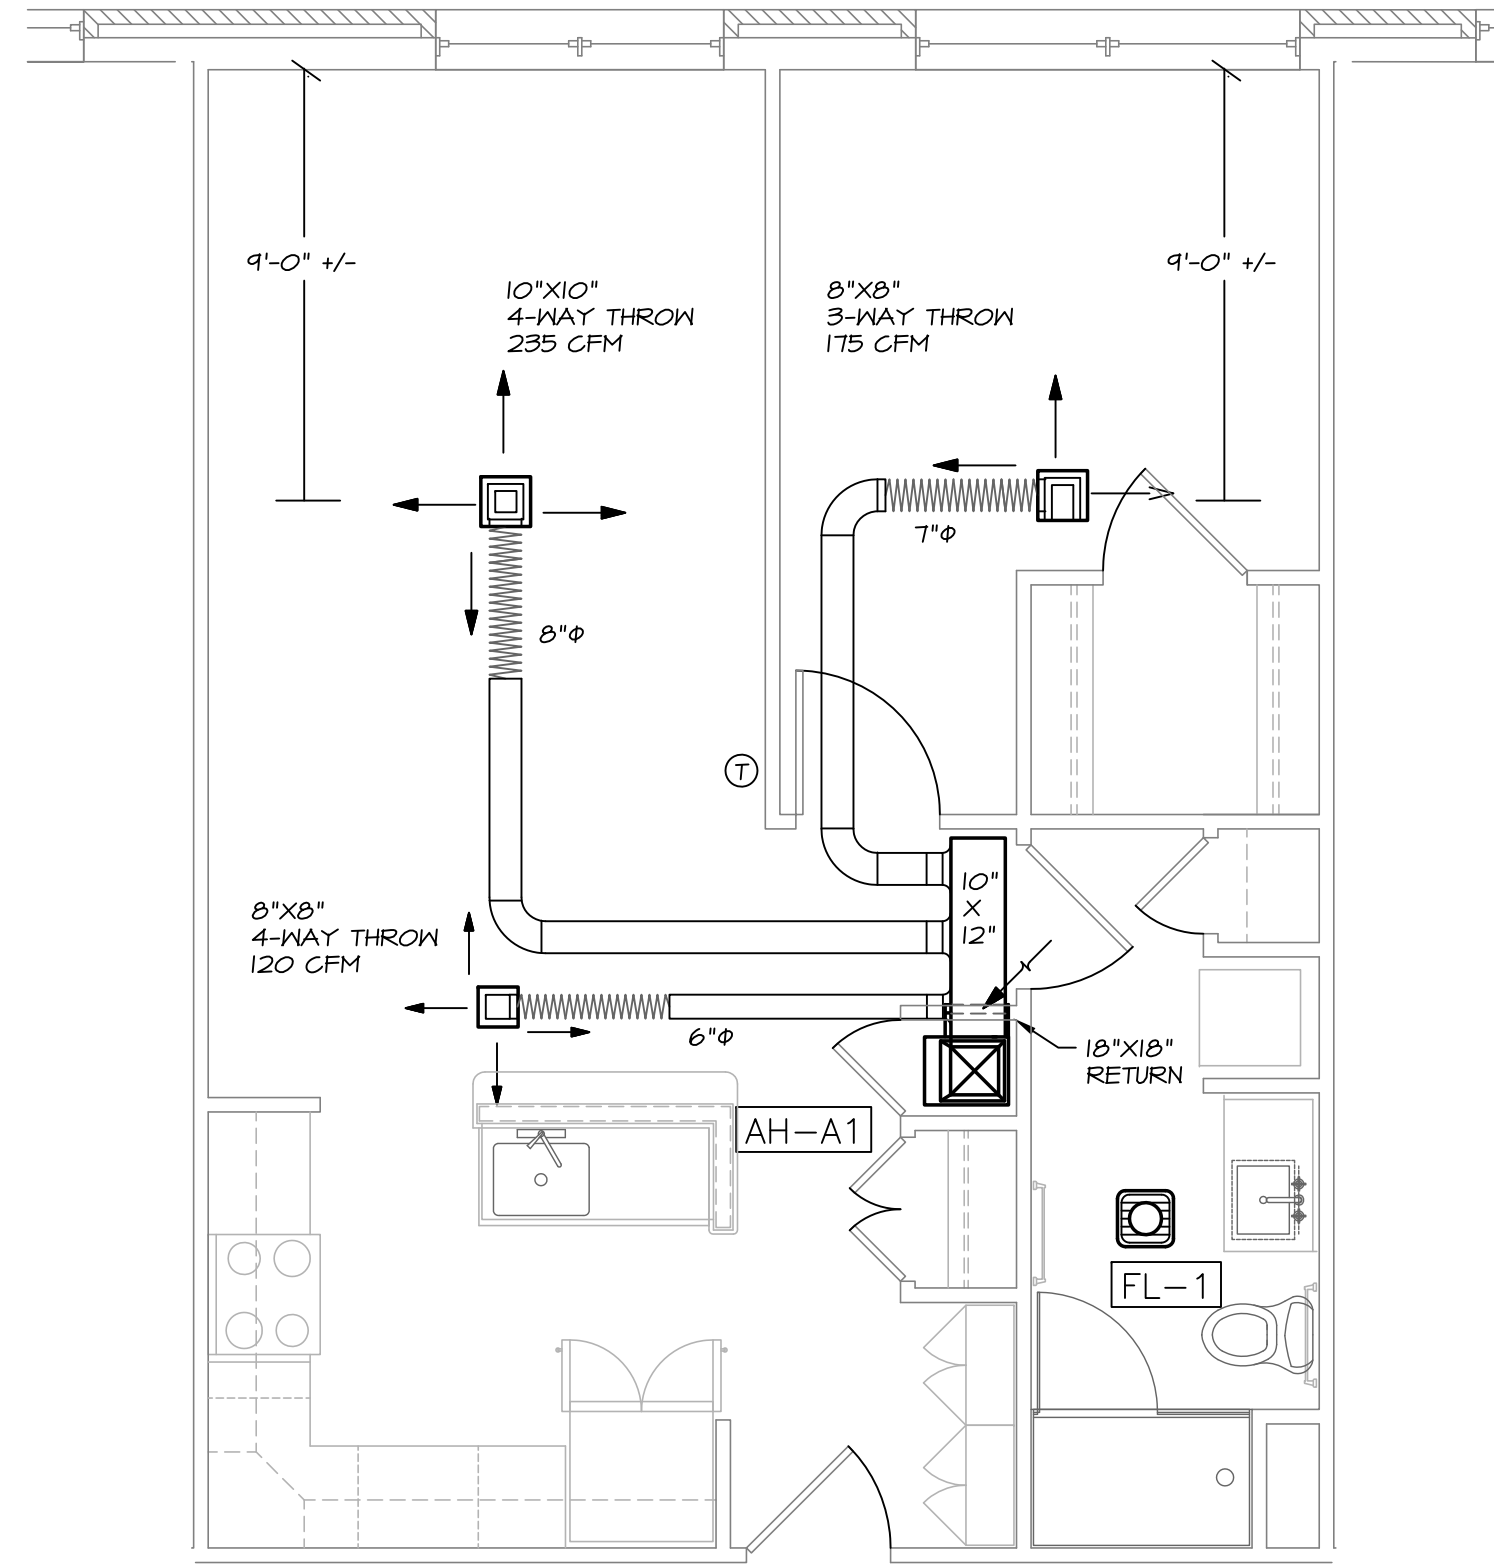 9'-0" +/-
9'-0" +/-
10"X10"
4-WAY THROW
235 CFM
8"X8"
3-WAY THROW
175 CFM
7"Φ
8"Φ
T
10"
X
12"
8"X8"
4-WAY THROW
120 CFM
6"Φ
18"X18"
RETURN
AH-A1
FL-1